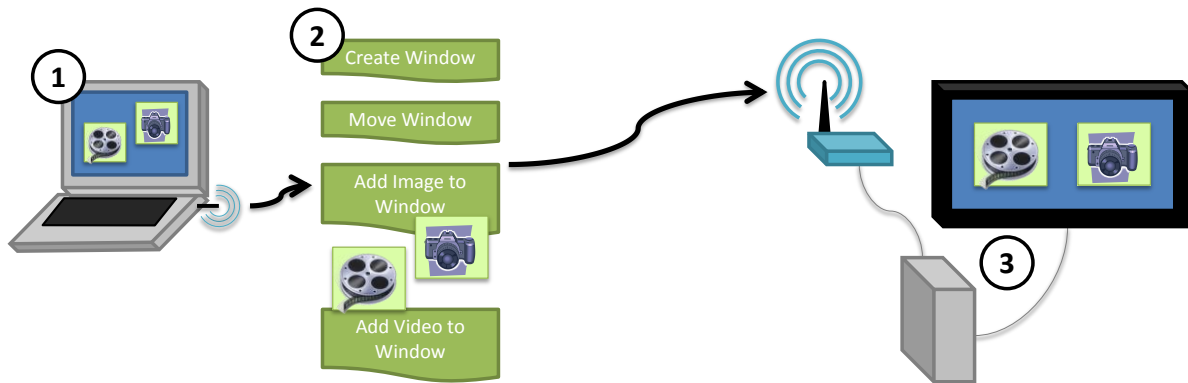 1
2
Create Window
Move Window
Add Image to
Window
Add Video to
Window
3